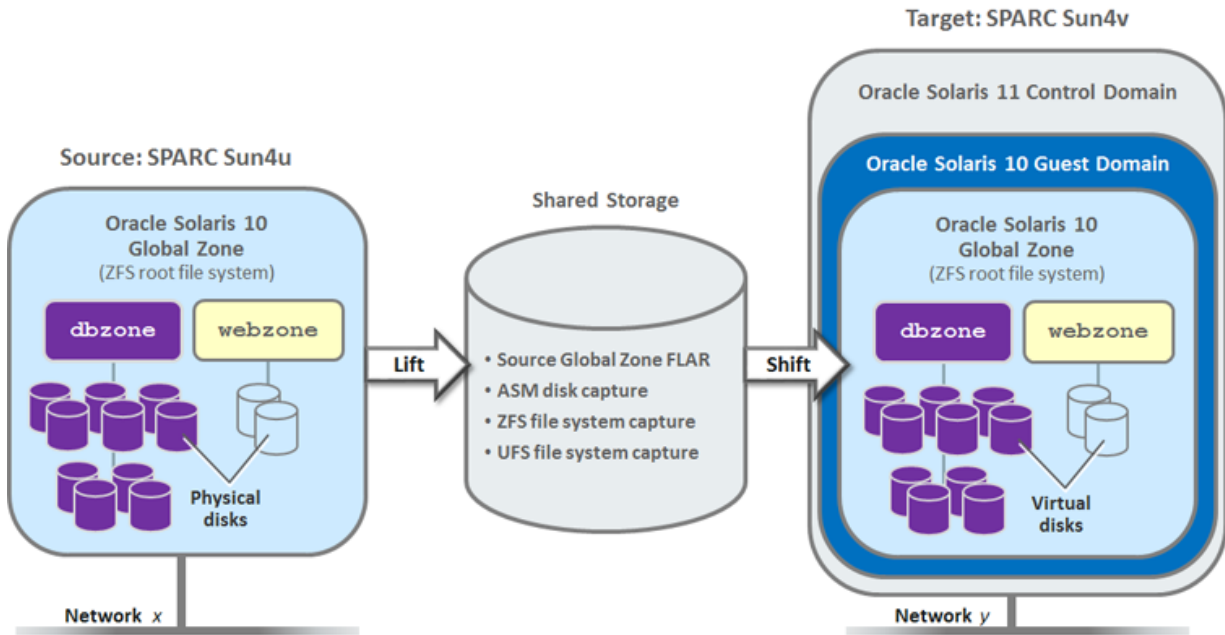 Source: SPARC Sun4u
Oracle Solaris 10
Global Zone
(ZFS root file system)
dbzone
webzone
Physical
disks
Network x
Lift
Shared Storage
• Source Global Zone FLAR
• ASM disk capture
• ZFS file system capture
• UFS file system capture
Shift
Target: SPARC Sun4v
Oracle Solaris 11 Control Domain
Oracle Solaris 10 Guest Domain
Oracle Solaris 10
Global Zone
(ZFS root file system)
dbzone
webzone
Virtual
disks
Network y